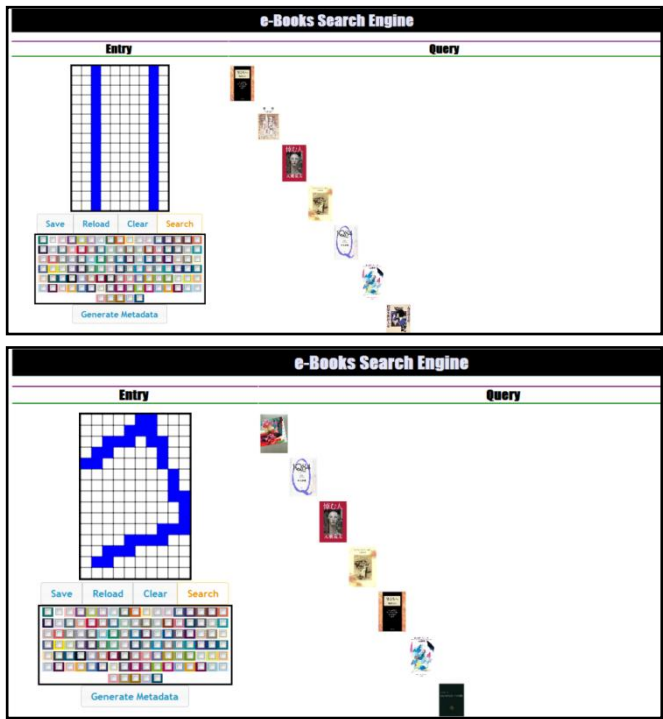 e-Books Search Engine
Entry Query
Save Reload Clear Search
Generate Metadata
e-Books Search Engine
Entry Query
Save Reload Clear Search
Generate Metadata